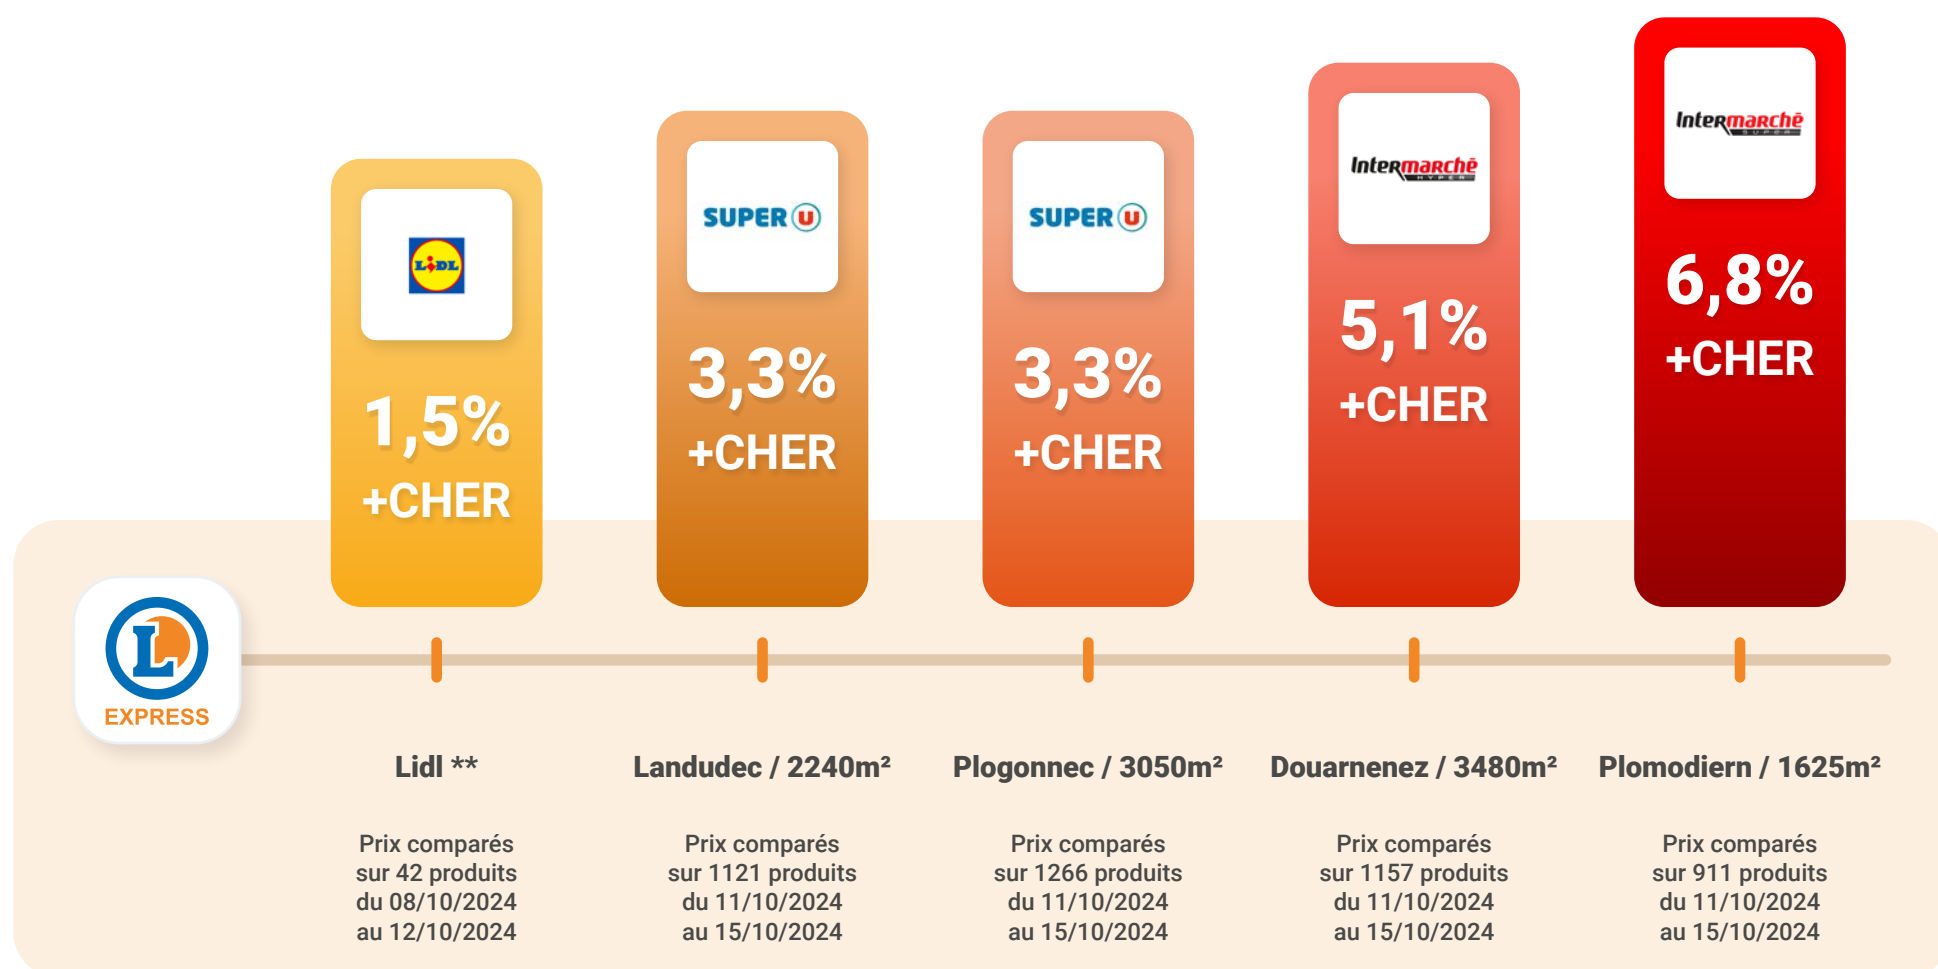 LIDL
1,5%
+CHER
SUPER U
3,3%
+CHER
SUPER U
3,3%
+CHER
Intermarchē
HYPER
5,1%
+CHER
Intermarchē
SUPER
6,8%
+CHER
L
EXPRESS
Lidl **
Prix comparés
sur 42 produits
du 08/10/2024
au 12/10/2024
Landudec / 2240m²
Prix comparés
sur 1121 produits
du 11/10/2024
au 15/10/2024
Plogonnec / 3050m²
Prix comparés
sur 1266 produits
du 11/10/2024
au 15/10/2024
Douarnenez / 3480m²
Prix comparés
sur 1157 produits
du 11/10/2024
au 15/10/2024
Plomodiern / 1625m²
Prix comparés
sur 911 produits
du 11/10/2024
au 15/10/2024